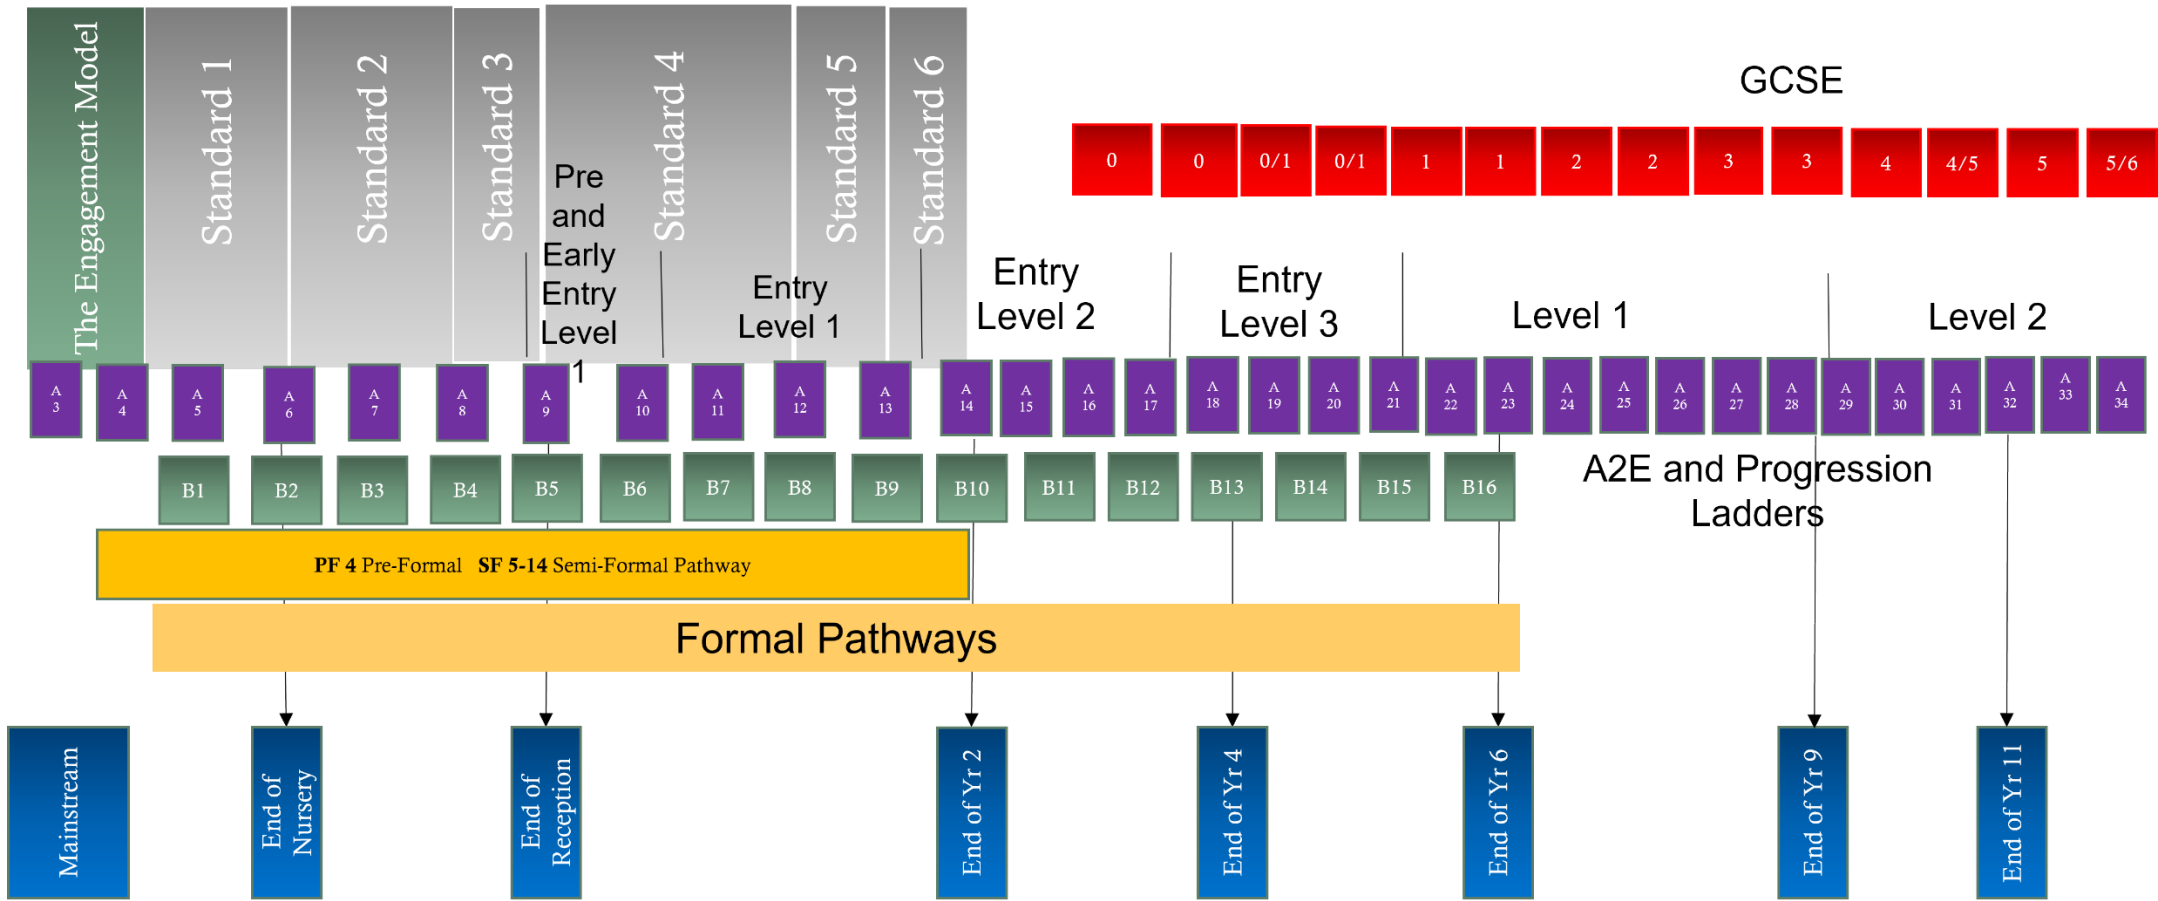 The Engagement Model
Standard 1
Standard 2
Standard 3
Standard 4
Standard 5
Standard 6
GCSE
0
0
0/1
0/1
1
1
2
2
3
3
4
4/5
5
5/6
Pre
and
Early
Entry
Level
1
Entry
Level 1
Entry
Level 2
Entry
Level 3
Level 1
Level 2
A
3
A
4
A
5
A
6
A
7
A
8
A
9
A
10
A
11
A
12
A
13
A
14
A
15
A
16
A
17
A
18
A
19
A
20
A
21
A
22
A
23
A
24
A
25
A
26
A
27
A
28
A
29
A
30
A
31
A
32
A
33
A
34
B1
B2
B3
B4
B5
B6
B7
B8
B9
B10
B11
B12
B13
B14
B15
B16
A2E and Progression
Ladders
PF 4 Pre-Formal SF 5-14 Semi-Formal Pathway
Formal Pathways
Mainstream
End of
Nursery
End of
Reception
End of Yr 2
End of Yr 4
End of Yr 6
End of Yr 9
End of Yr 11